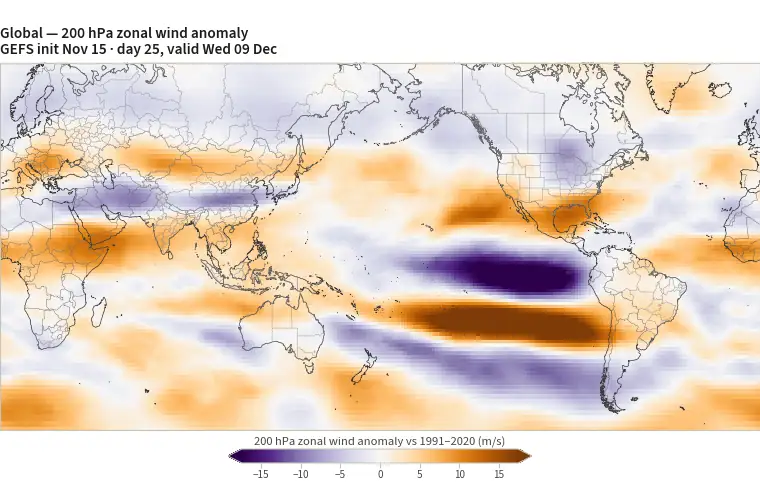 Global — 200 hPa zonal wind anomaly
GEFS init Nov 15 · day 25, valid Wed 09 Dec
200 hPa zonal wind anomaly vs 1991–2020 (m/s)
−15 −10 −5 0 5 10 15